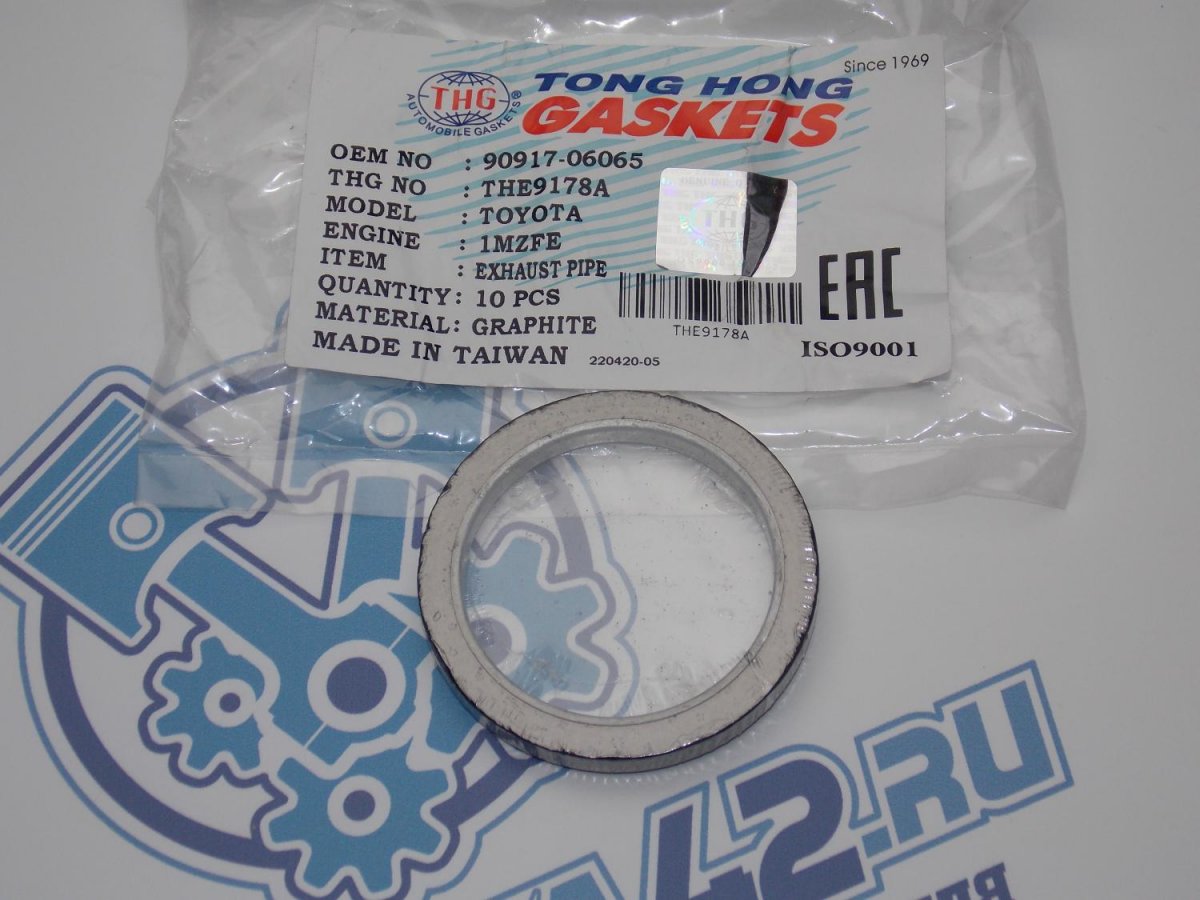 Since 1969
THG
AUTOMOBILE GASKETS®
TONG HONG
GASKETS
OEM NO : 90917-06065
THG NO : THE9178A
MODEL : TOYOTA
ENGINE : 1MZFE
ITEM : EXHAUST PIPE
QUANTITY : 10 PCS
MATERIAL : GRAPHITE
MADE IN TAIWAN 220420-05
THG
THE9178A
EAC
ISO9001
42.RU